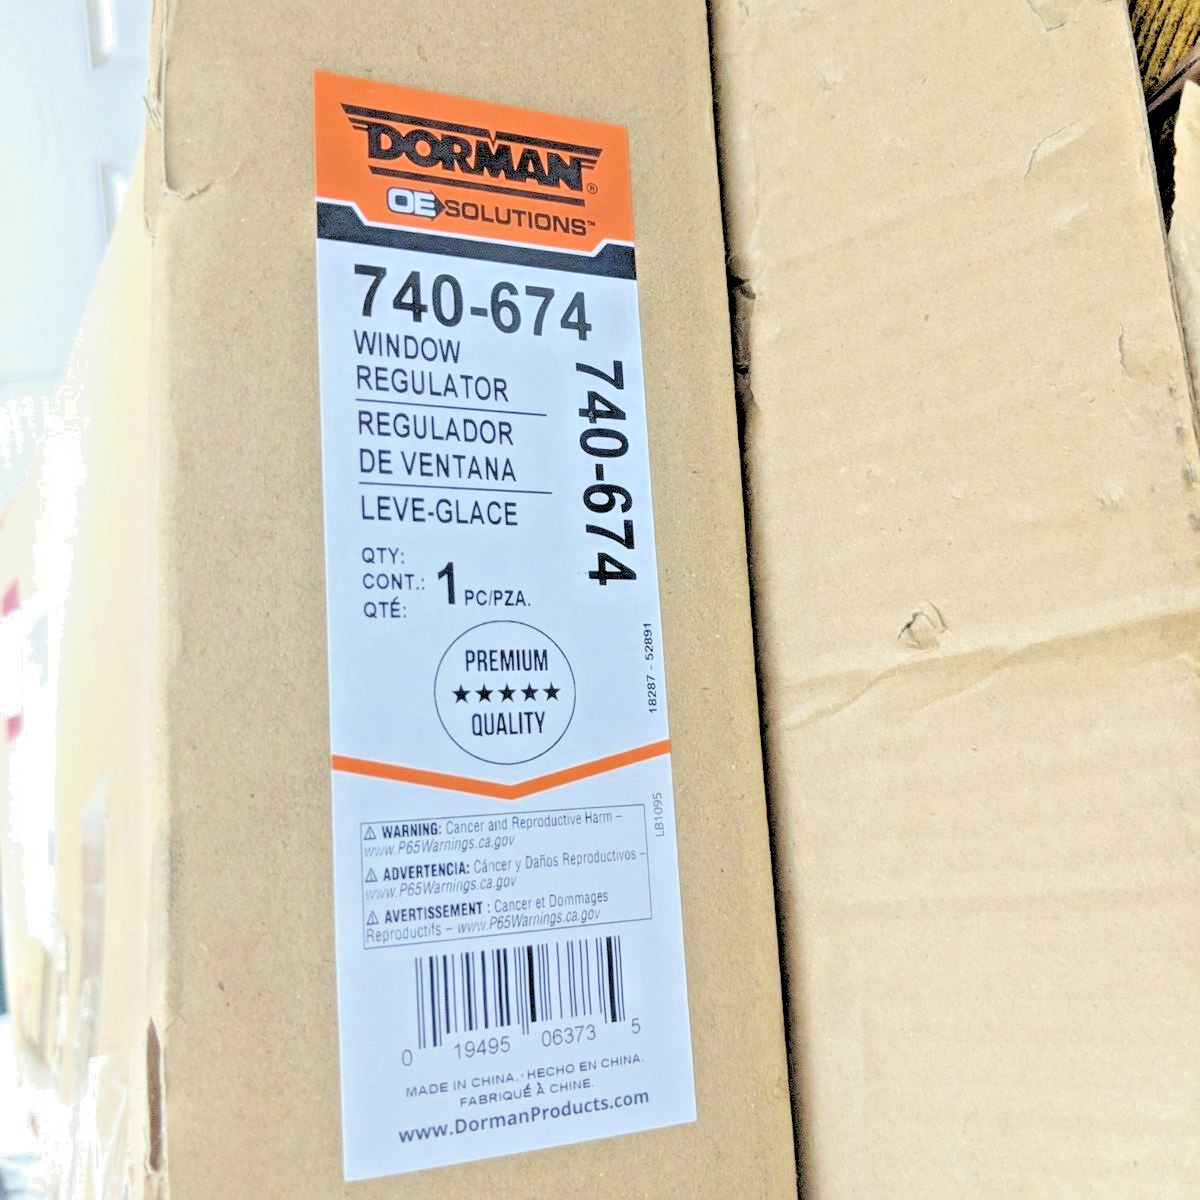 DORMAN®
OE SOLUTIONS™
740-674
WINDOW
REGULATOR
REGULADOR
DE VENTANA
LEVE-GLACE
740-674
QTY:
CONT.: 1 PC/PZA.
QTÉ:
PREMIUM
★★★★★
QUALITY
18287 - 52891
LB1095
⚠ WARNING: Cancer and Reproductive Harm –
www.P65Warnings.ca.gov
⚠ ADVERTENCIA: Cáncer y Daños Reproductivos –
www.P65Warnings.ca.gov
⚠ AVERTISSEMENT : Cancer et Dommages
Reproductifs – www.P65Warnings.ca.gov
0 19495 06373 5
MADE IN CHINA. · HECHO EN CHINA.
FABRIQUÉ À CHINE.
www.DormanProducts.com